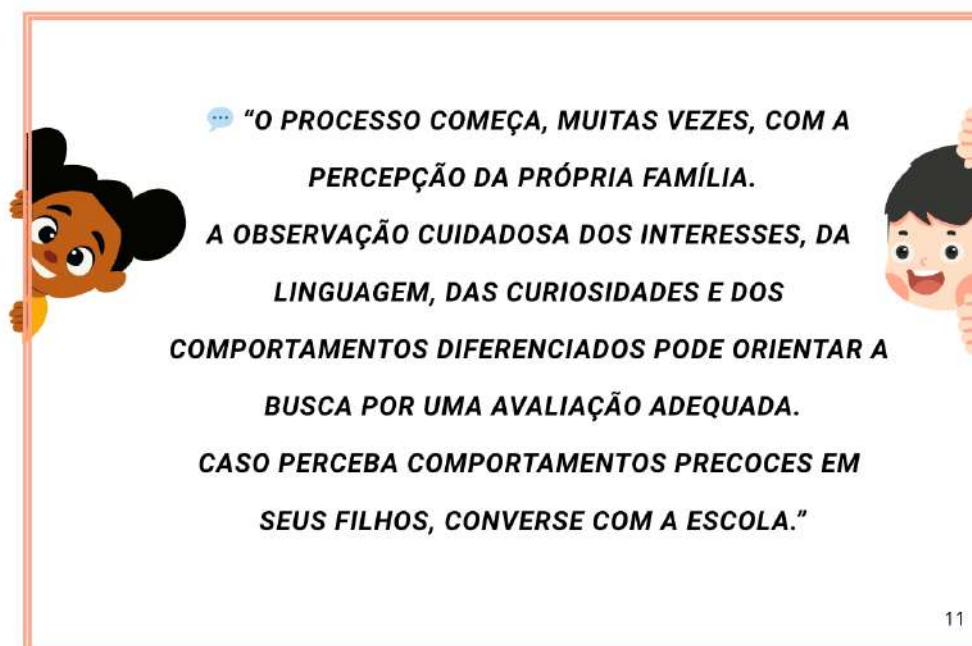 💬 “O PROCESSO COMEÇA, MUITAS VEZES, COM A
PERCEPÇÃO DA PRÓPRIA FAMÍLIA.
A OBSERVAÇÃO CUIDADOSA DOS INTERESSES, DA
LINGUAGEM, DAS CURIOSIDADES E DOS
COMPORTAMENTOS DIFERENCIADOS PODE ORIENTAR A
BUSCA POR UMA AVALIAÇÃO ADEQUADA.
CASO PERCEBA COMPORTAMENTOS PRECOCES EM
SEUS FILHOS, CONVERSE COM A ESCOLA.”
11